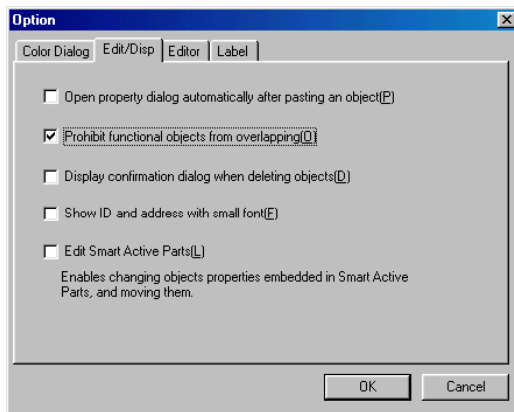 Option
Color Dialog Edit/Disp Editor Label
Open property dialog automatically after pasting an object(P)
Prohibit functional objects from overlapping(O)
Display confirmation dialog when deleting objects(D)
Show ID and address with small font(F)
Edit Smart Active Parts(L)
Enables changing objects properties embedded in Smart Active
Parts, and moving them.
OK Cancel